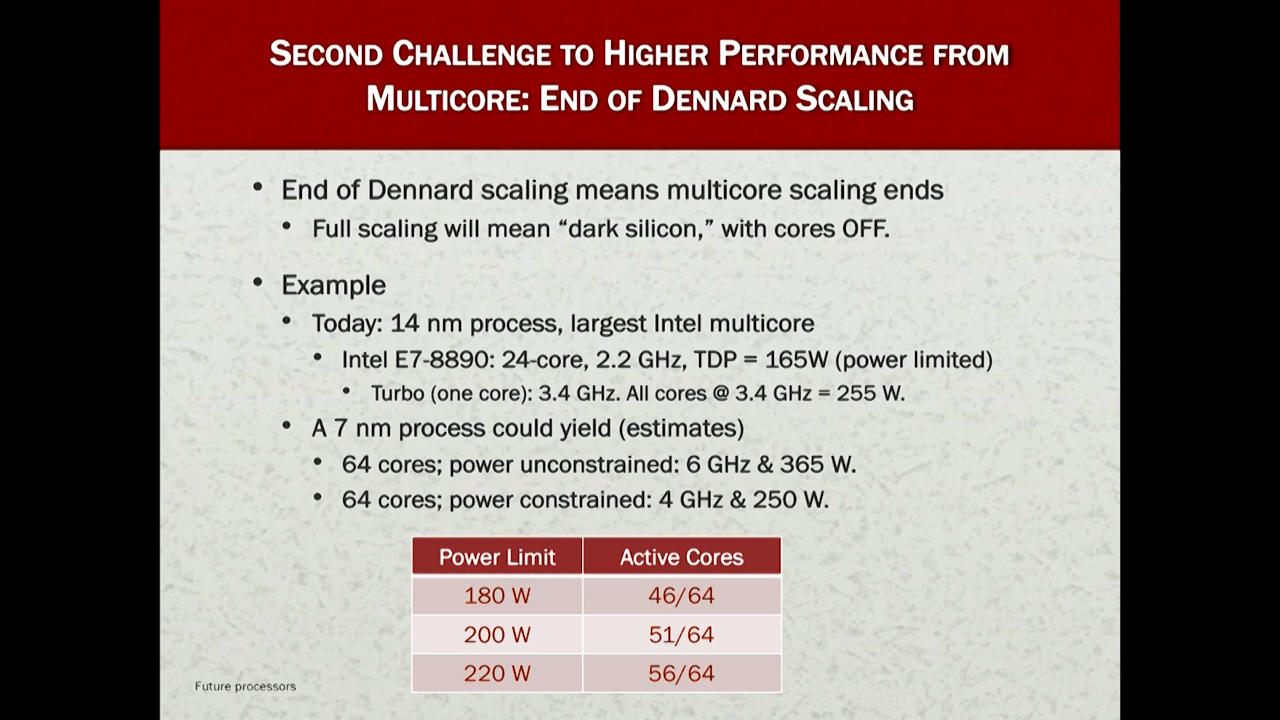 SECOND CHALLENGE TO HIGHER PERFORMANCE FROM
MULTICORE: END OF DENNARD SCALING
• End of Dennard scaling means multicore scaling ends
• Full scaling will mean “dark silicon,” with cores OFF.
• Example
• Today: 14 nm process, largest Intel multicore
• Intel E7-8890: 24-core, 2.2 GHz, TDP = 165W (power limited)
• Turbo (one core): 3.4 GHz. All cores @ 3.4 GHz = 255 W.
• A 7 nm process could yield (estimates)
• 64 cores; power unconstrained: 6 GHz & 365 W.
• 64 cores; power constrained: 4 GHz & 250 W.
Power Limit Active Cores
180 W 46/64
200 W 51/64
220 W 56/64
Future processors